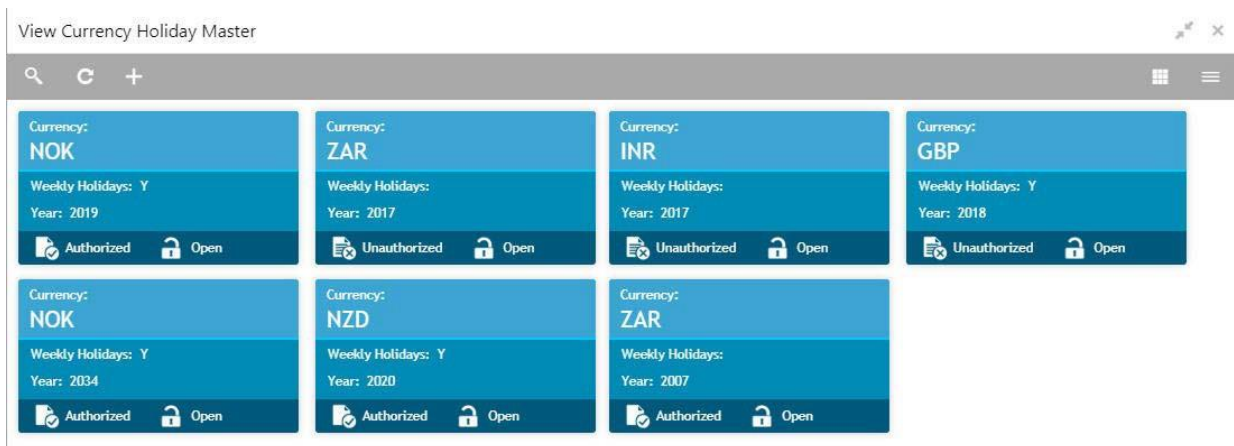 View Currency Holiday Master
Currency:
NOK
Weekly Holidays: Y
Year: 2019
Authorized Open
Currency:
ZAR
Weekly Holidays:
Year: 2017
Unauthorized Open
Currency:
INR
Weekly Holidays:
Year: 2017
Unauthorized Open
Currency:
GBP
Weekly Holidays: Y
Year: 2018
Unauthorized Open
Currency:
NOK
Weekly Holidays: Y
Year: 2034
Authorized Open
Currency:
NZD
Weekly Holidays: Y
Year: 2020
Authorized Open
Currency:
ZAR
Weekly Holidays:
Year: 2007
Authorized Open